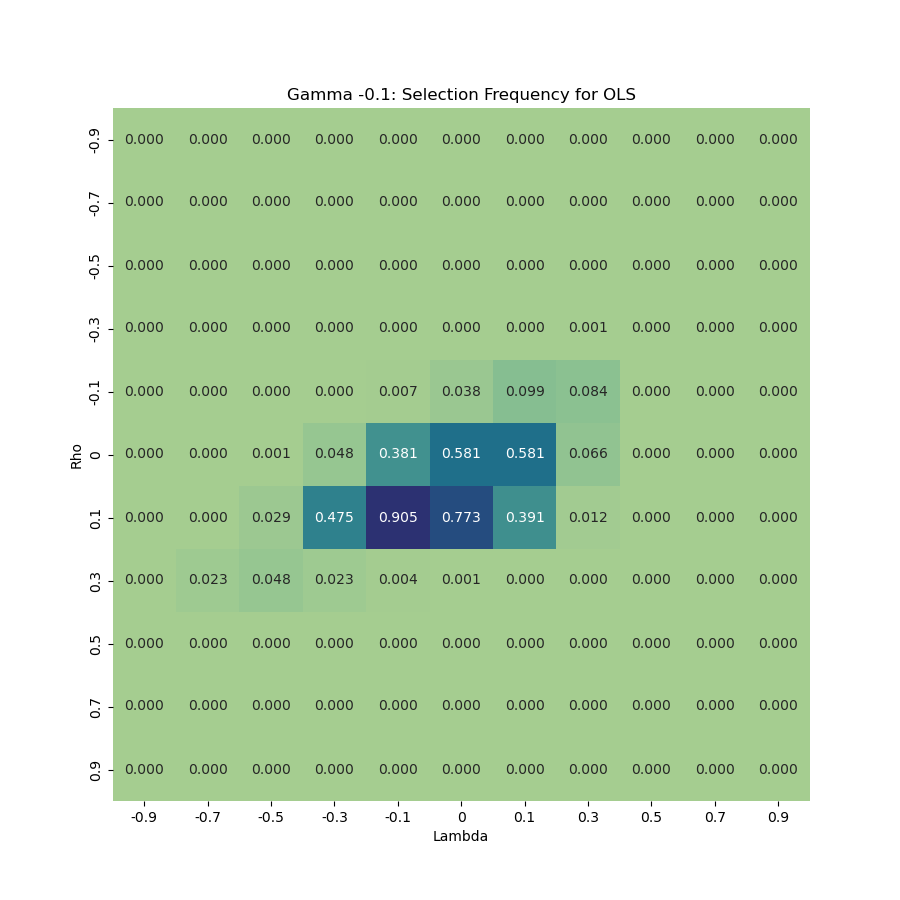 Gamma -0.1: Selection Frequency for OLS
-0.9 0.000 0.000 0.000 0.000 0.000 0.000 0.000 0.000 0.000 0.000 0.000
-0.7 0.000 0.000 0.000 0.000 0.000 0.000 0.000 0.000 0.000 0.000 0.000
-0.5 0.000 0.000 0.000 0.000 0.000 0.000 0.000 0.000 0.000 0.000 0.000
-0.3 0.000 0.000 0.000 0.000 0.000 0.000 0.000 0.001 0.000 0.000 0.000
-0.1 0.000 0.000 0.000 0.000 0.007 0.038 0.099 0.084 0.000 0.000 0.000
Rho
0 0.000 0.000 0.001 0.048 0.381 0.581 0.581 0.066 0.000 0.000 0.000
0.1 0.000 0.000 0.029 0.475 0.905 0.773 0.391 0.012 0.000 0.000 0.000
0.3 0.000 0.023 0.048 0.023 0.004 0.001 0.000 0.000 0.000 0.000 0.000
0.5 0.000 0.000 0.000 0.000 0.000 0.000 0.000 0.000 0.000 0.000 0.000
0.7 0.000 0.000 0.000 0.000 0.000 0.000 0.000 0.000 0.000 0.000 0.000
0.9 0.000 0.000 0.000 0.000 0.000 0.000 0.000 0.000 0.000 0.000 0.000
-0.9 -0.7 -0.5 -0.3 -0.1 0 0.1 0.3 0.5 0.7 0.9
Lambda